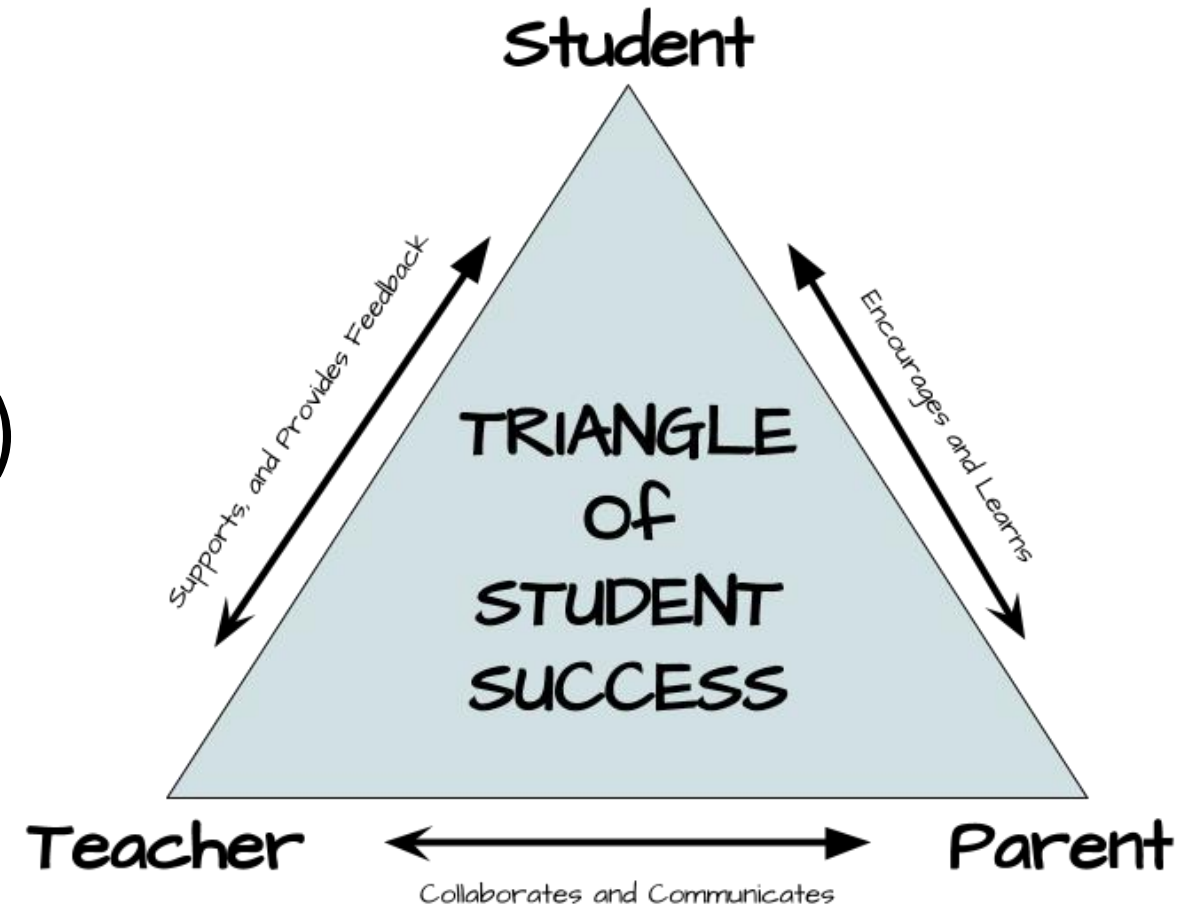 Student
Supports, and Provides Feedback
Encourages and Learns
TRIANGLE
of
STUDENT
SUCCESS
Teacher
Parent
Collaborates and Communicates
)